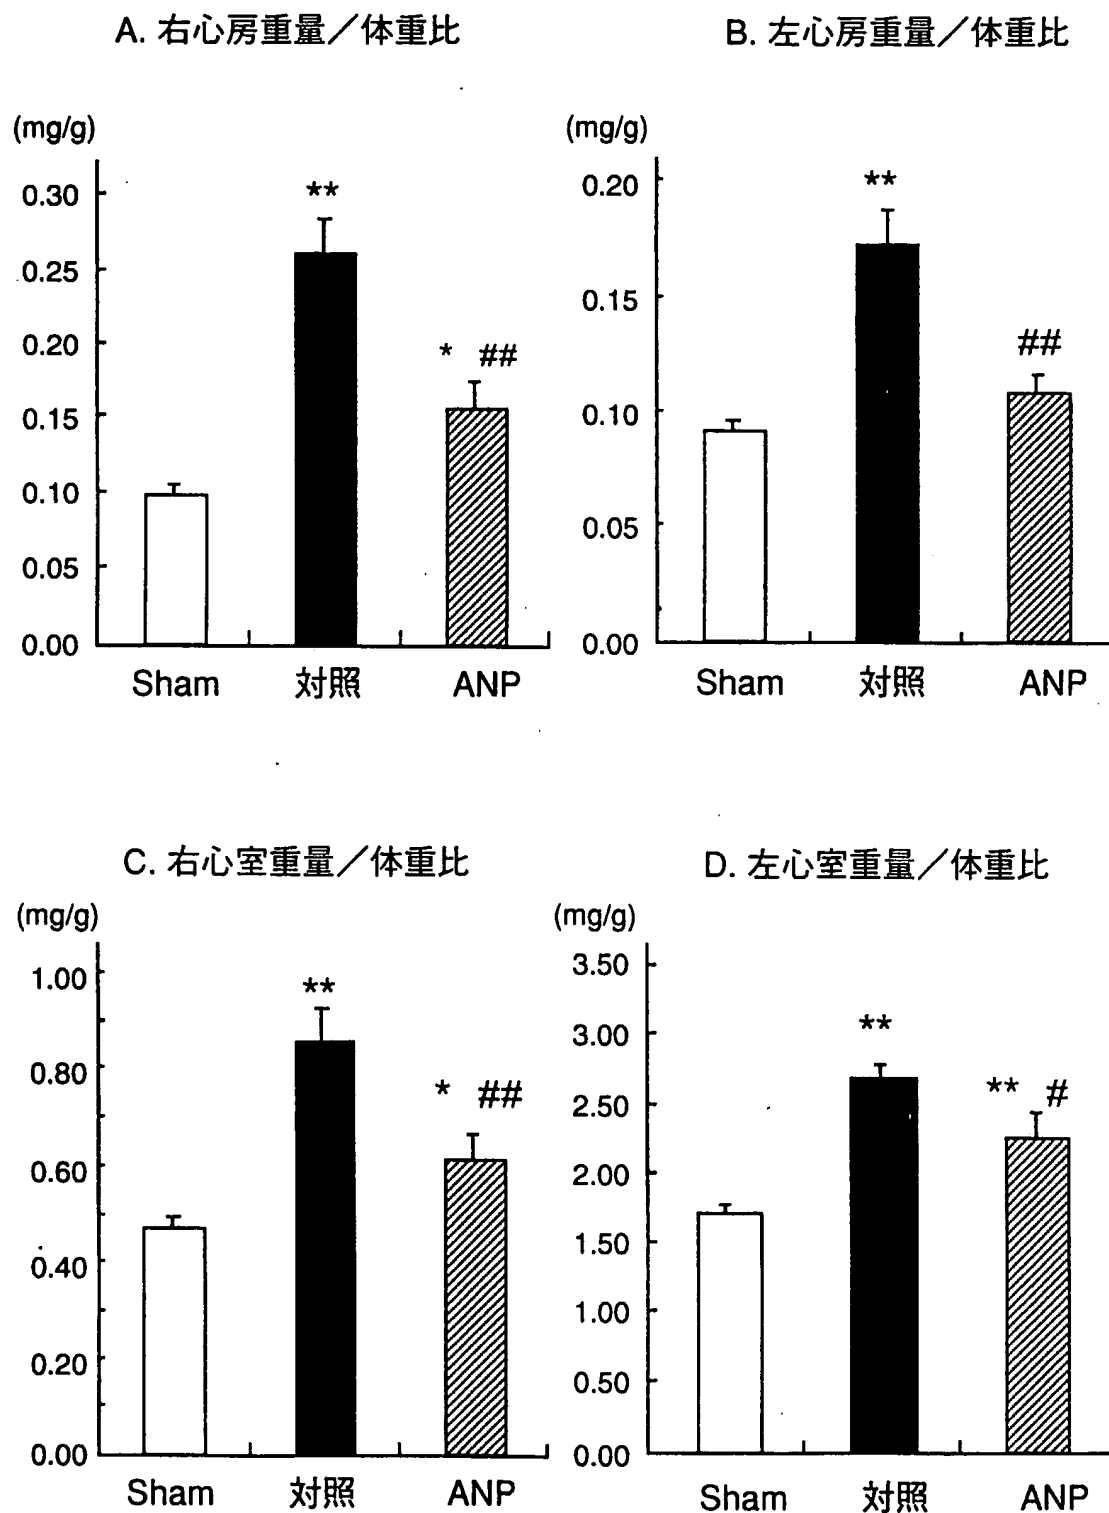 A. 右心房重量／体重比
(mg/g)
0.30
0.25
0.20
0.15
0.10
0.05
0.00
**
* ##
Sham 対照 ANP
B. 左心房重量／体重比
(mg/g)
0.20
0.15
0.10
0.05
0.00
**
##
Sham 対照 ANP
C. 右心室重量／体重比
(mg/g)
1.00
0.80
0.60
0.40
0.20
0.00
**
* ##
Sham 対照 ANP
D. 左心室重量／体重比
(mg/g)
3.50
3.00
2.50
2.00
1.50
1.00
0.50
0.00
**
** #
Sham 対照 ANP